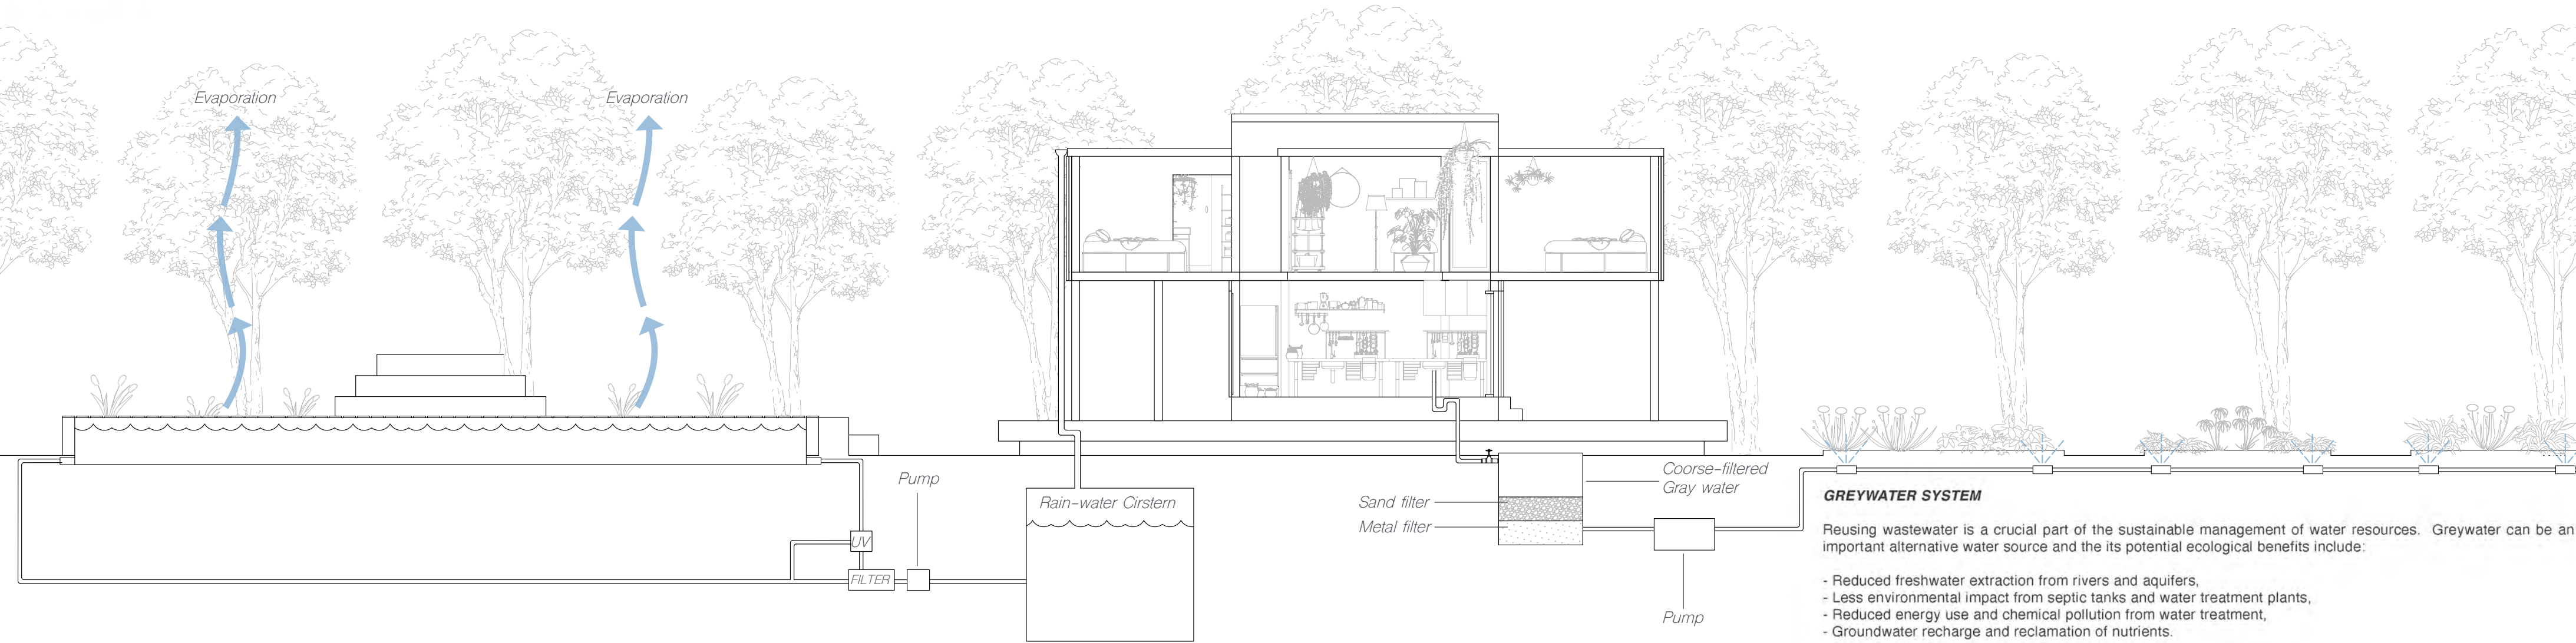 Evaporation
Evaporation
Pump
Rain-water Cirstern
UV
FILTER
Sand filter
Metal filter
Coorse-filtered
Gray water
Pump
GREYWATER SYSTEM
Reusing wastewater is a crucial part of the sustainable management of water resources. Greywater can be an
important alternative water source and the its potential ecological benefits include:
- Reduced freshwater extraction from rivers and aquifers,
- Less environmental impact from septic tanks and water treatment plants,
- Reduced energy use and chemical pollution from water treatment,
- Groundwater recharge and reclamation of nutrients.